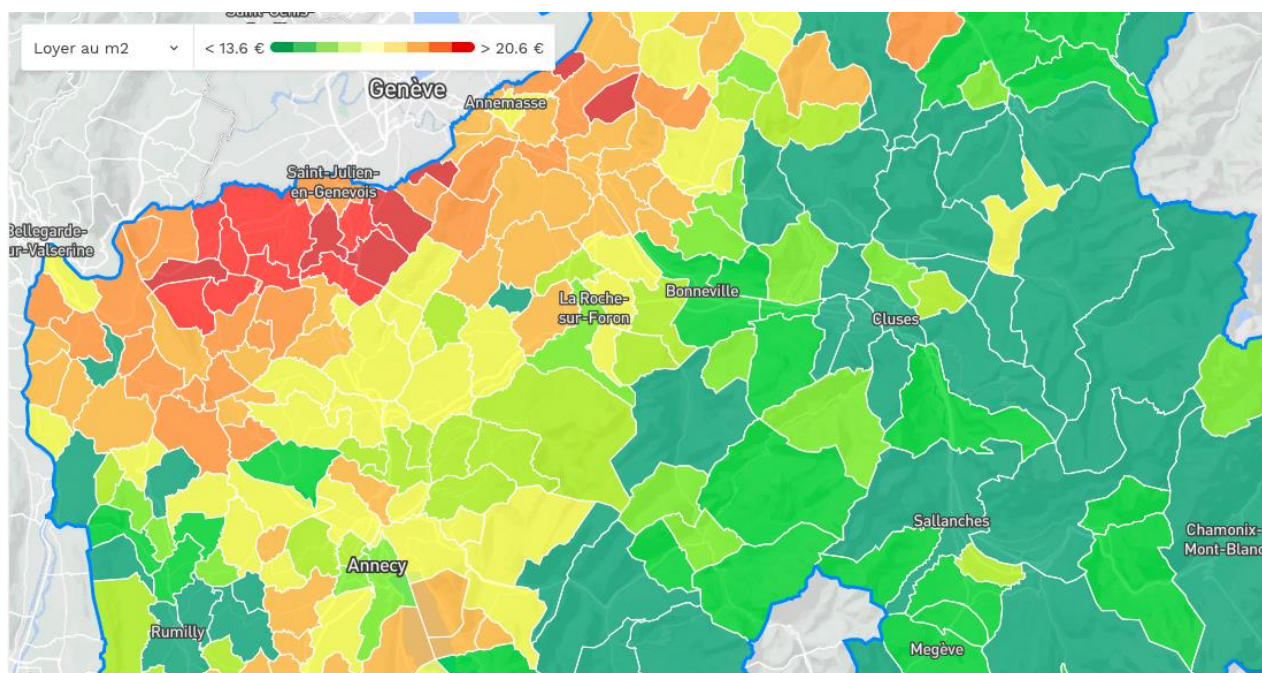 Loyer au m2
< 13.6 €
> 20.6 €
Genève
Annemasse
Saint-Julien-
en-Genevois
Bellegarde-
ur-Valserine
La Roche-
sur-Foron
Bonneville
Cluses
Sallanches
Chamonix-
Mont-Blanc
Annecy
Rumilly
Megève